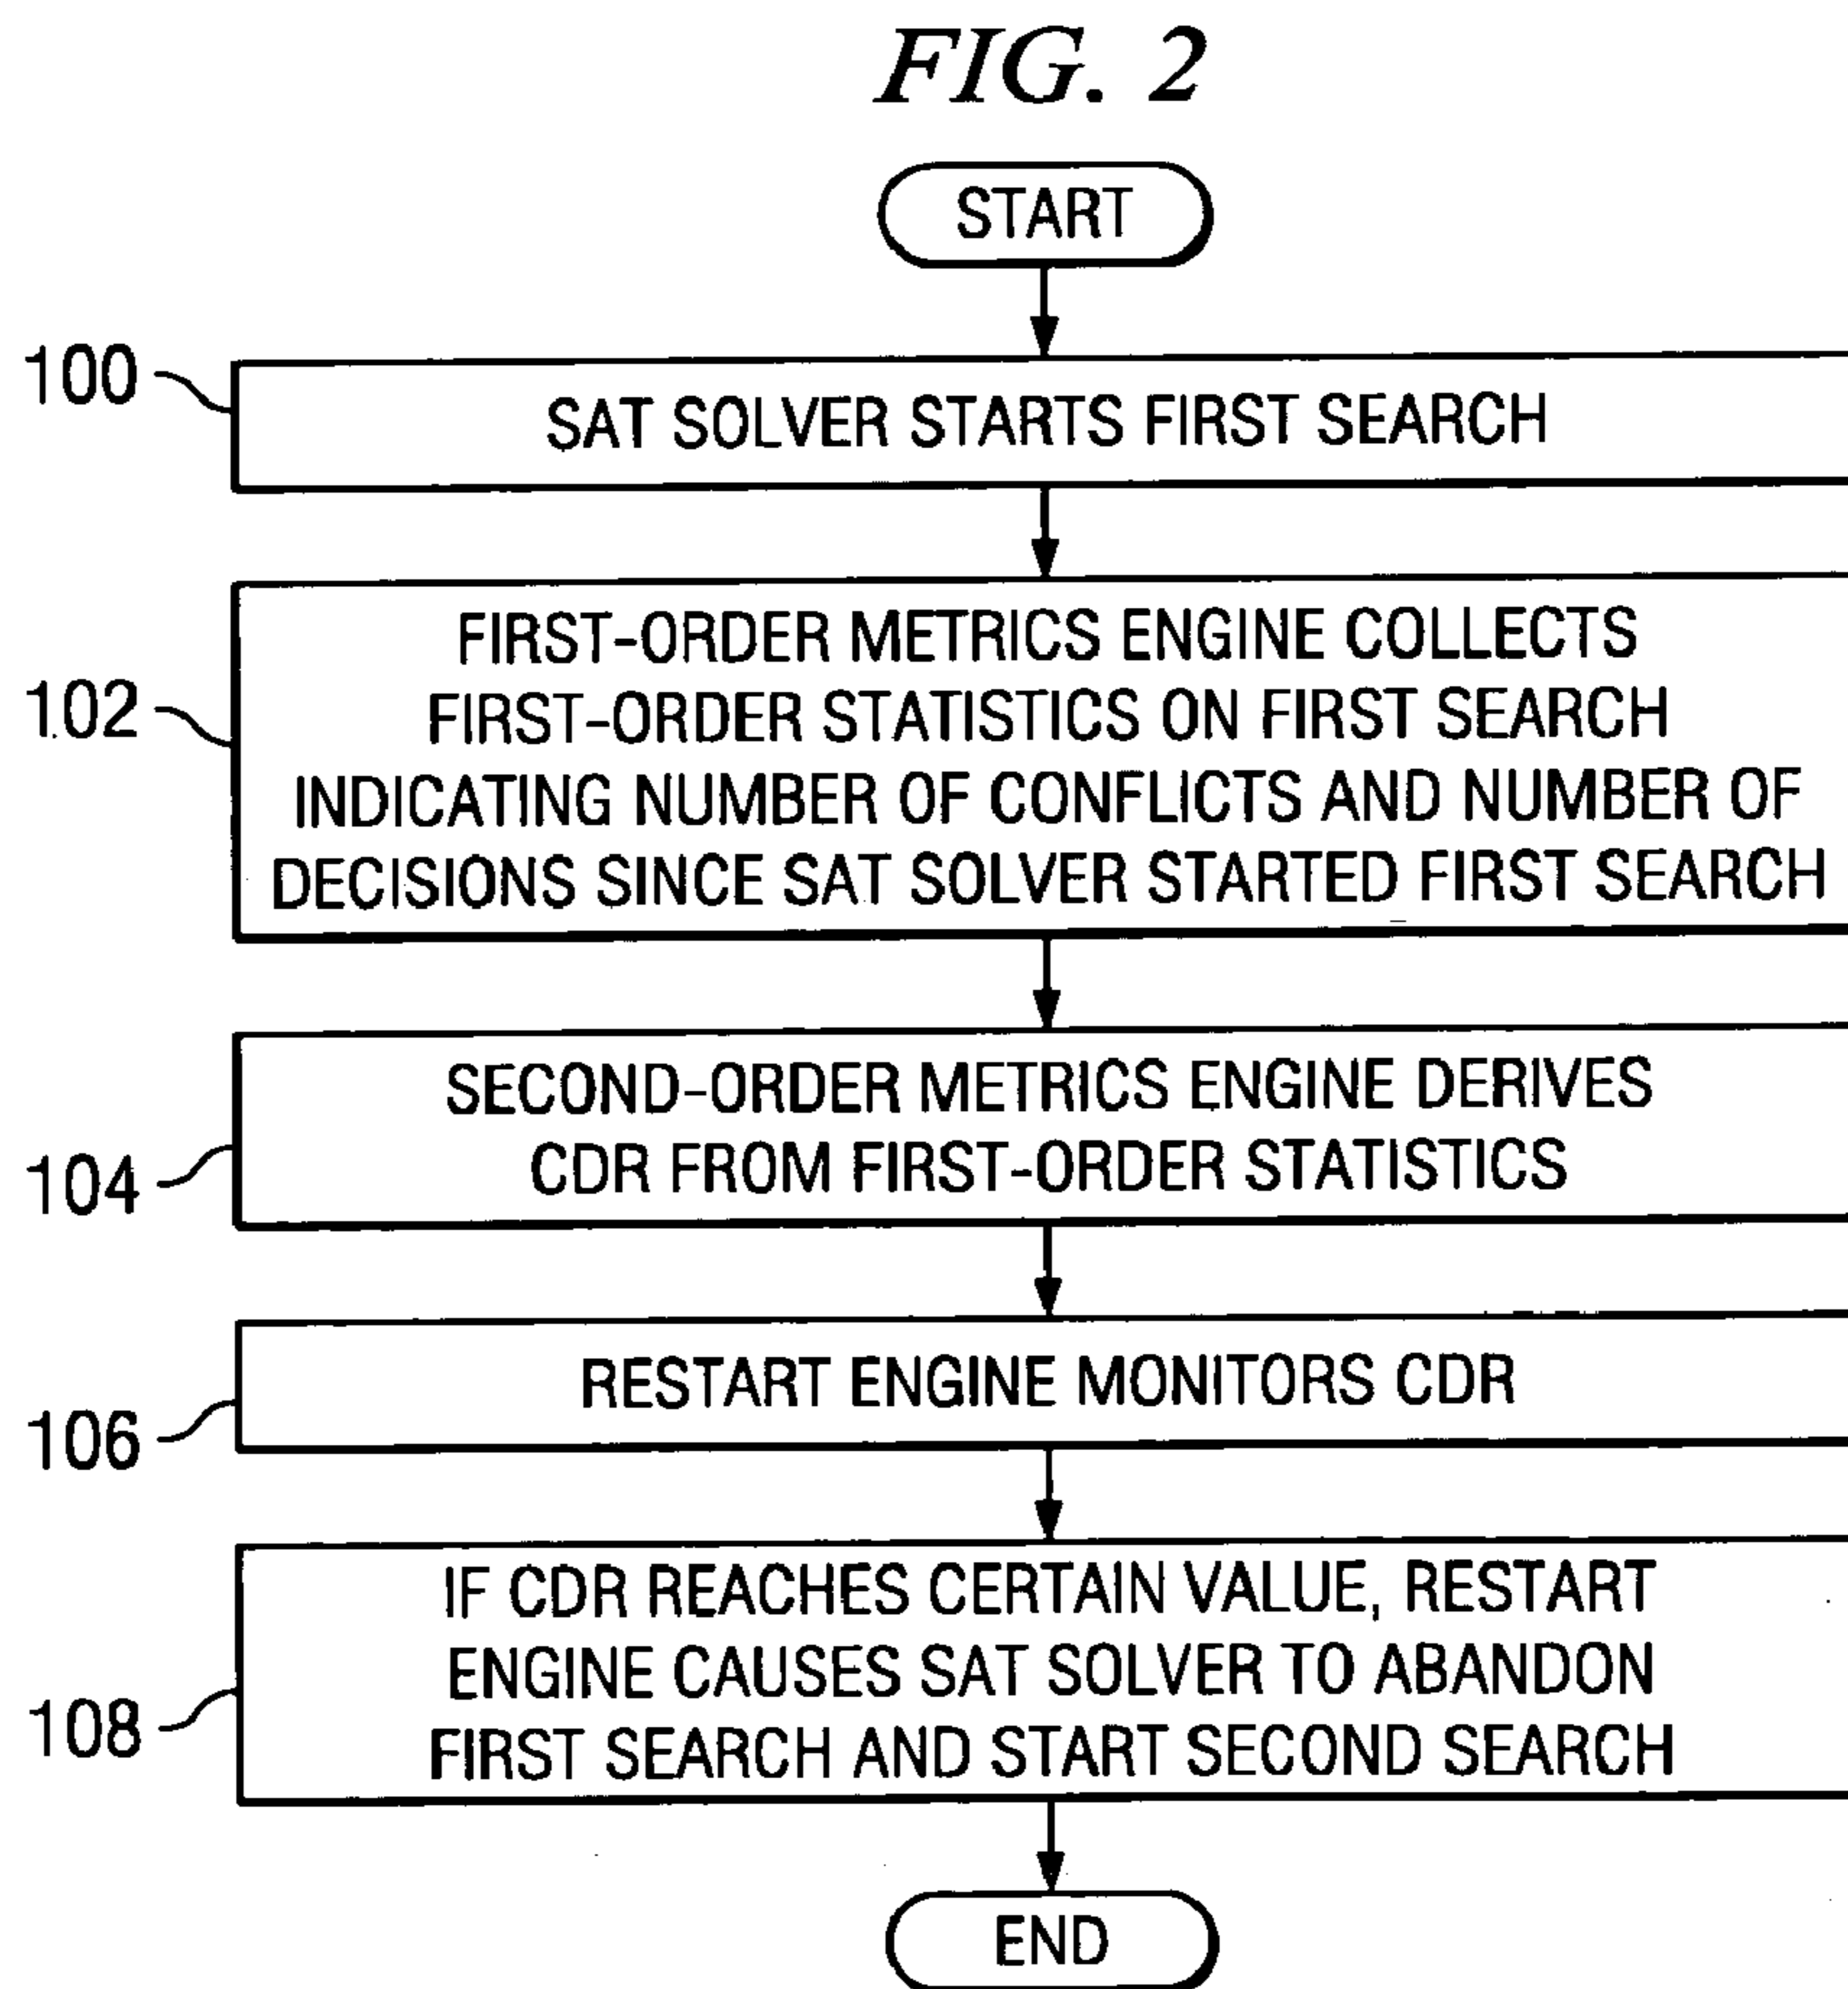 FIG. 2
START
100
SAT SOLVER STARTS FIRST SEARCH
102
FIRST-ORDER METRICS ENGINE COLLECTS
FIRST-ORDER STATISTICS ON FIRST SEARCH
INDICATING NUMBER OF CONFLICTS AND NUMBER OF
DECISIONS SINCE SAT SOLVER STARTED FIRST SEARCH
104
SECOND-ORDER METRICS ENGINE DERIVES
CDR FROM FIRST-ORDER STATISTICS
106
RESTART ENGINE MONITORS CDR
108
IF CDR REACHES CERTAIN VALUE, RESTART
ENGINE CAUSES SAT SOLVER TO ABANDON
FIRST SEARCH AND START SECOND SEARCH
END